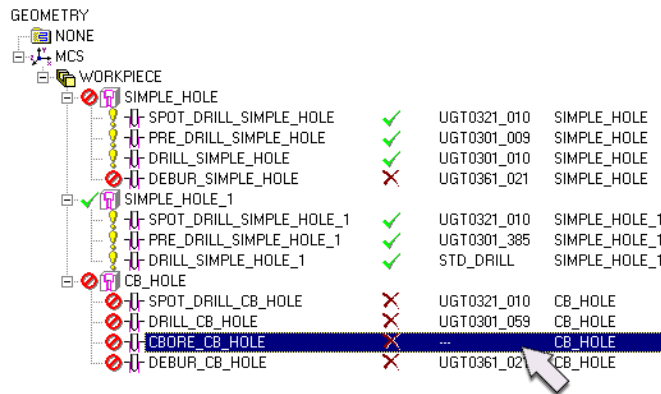 GEOMETRY
NONE
MCS
WORKPIECE
SIMPLE_HOLE
SPOT_DRILL_SIMPLE_HOLE UGT0321_010 SIMPLE_HOLE
PRE_DRILL_SIMPLE_HOLE UGT0301_009 SIMPLE_HOLE
DRILL_SIMPLE_HOLE UGT0301_010 SIMPLE_HOLE
DEBUR_SIMPLE_HOLE UGT0361_021 SIMPLE_HOLE
SIMPLE_HOLE_1
SPOT_DRILL_SIMPLE_HOLE_1 UGT0321_010 SIMPLE_HOLE_1
PRE_DRILL_SIMPLE_HOLE_1 UGT0301_385 SIMPLE_HOLE_1
DRILL_SIMPLE_HOLE_1 STD_DRILL SIMPLE_HOLE_1
CB_HOLE
SPOT_DRILL_CB_HOLE UGT0321_010 CB_HOLE
DRILL_CB_HOLE UGT0301_059 CB_HOLE
CBORE_CB_HOLE --- CB_HOLE
DEBUR_CB_HOLE CB_HOLE